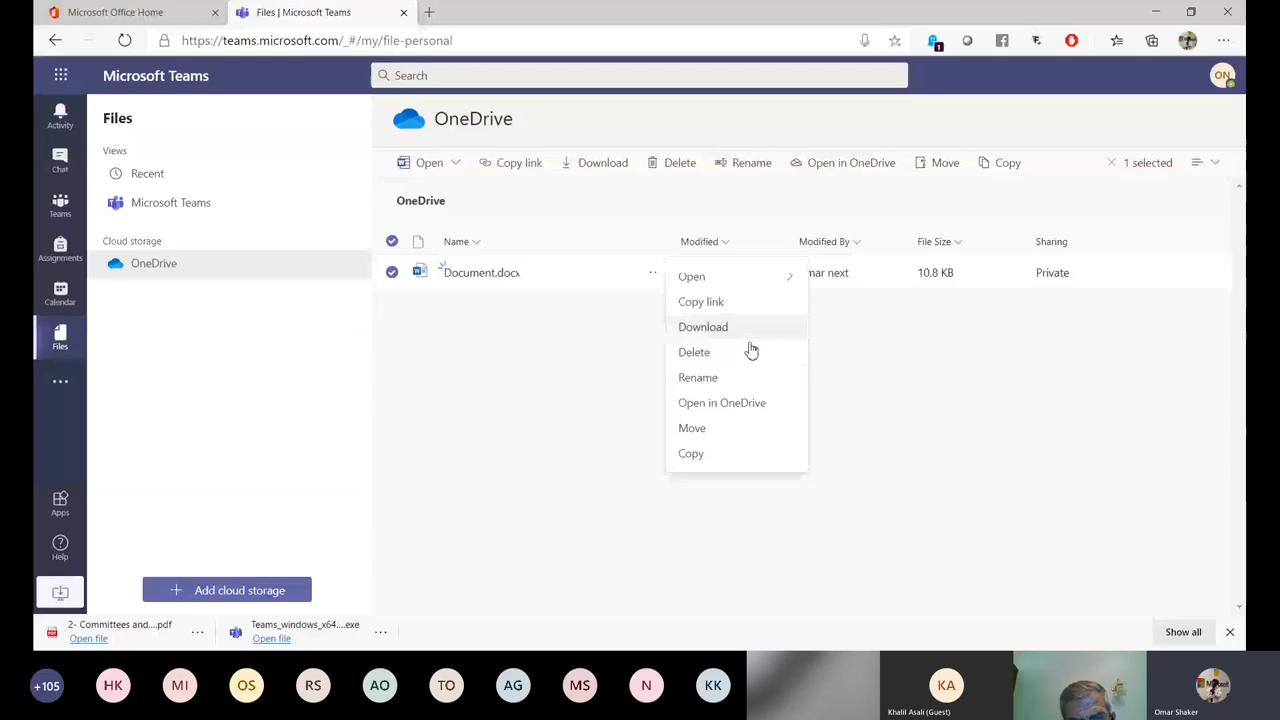 Microsoft Office Home
Files | Microsoft Teams
https://teams.microsoft.com/_#/my/file-personal
1
Microsoft Teams
Search
ON
Activity
Chat
Teams
Assignments
Calendar
Files
Apps
Help
Files
Views
Recent
Microsoft Teams
Cloud storage
OneDrive
Add cloud storage
OneDrive
Open
Copy link
Download
Delete
Rename
Open in OneDrive
Move
Copy
1 selected
OneDrive
Name
Modified
Modified By
File Size
Sharing
Document.docx
mar next
10.8 KB
Private
Open
Copy link
Download
Delete
Rename
Open in OneDrive
Move
Copy
2- Committees and....pdf
Open file
Teams_windows_x64....exe
Open file
Show all
+105
HK
MI
OS
RS
AO
TO
AG
MS
N
KK
KA
Khalil Asali (Guest)
Omar Shaker